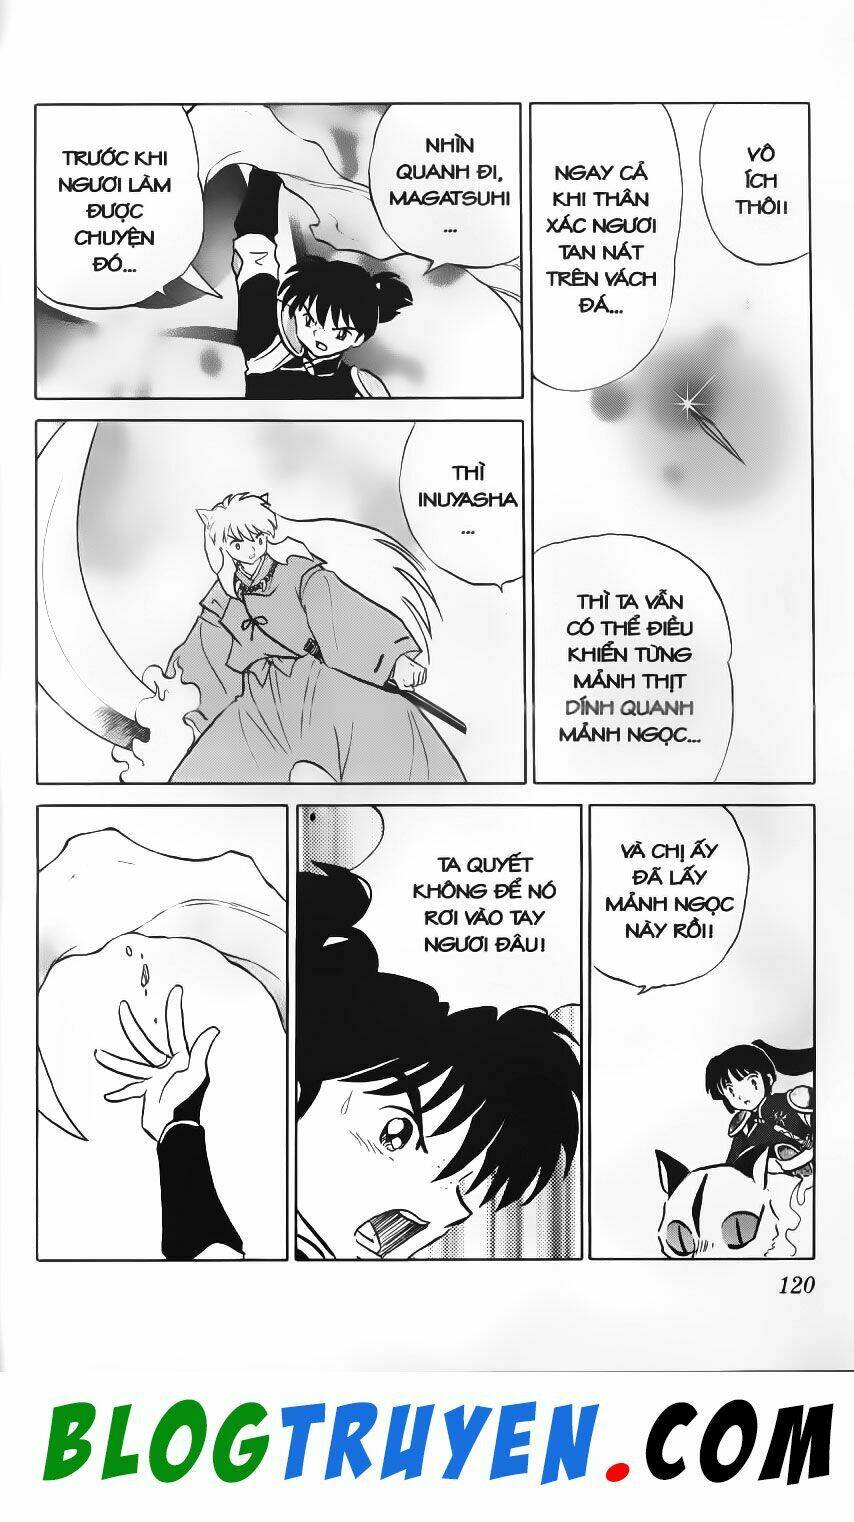 VÔ
ÍCH
THÔI!
NGAY CẢ
KHI THÂN
XÁC NGƯƠI
TAN NÁT
TRÊN VÁCH
ĐÁ...
THÌ TA VẪN
CÓ THỂ ĐIỀU
KHIỂN TỪNG
MẢNH THỊT
DÍNH QUANH
MẢNH NGỌC...
NHÌN
QUANH ĐI,
MAGATSUHI
...
TRƯỚC KHI
NGƯƠI LÀM
ĐƯỢC
CHUYỆN
ĐÓ...
THÌ
INUYASHA
...
VÀ CHỊ ẤY
ĐÃ LẤY
MẢNH NGỌC
NÀY RỒI!
TA QUYẾT
KHÔNG ĐỂ NÓ
RƠI VÀO TAY
NGƯƠI ĐÂU!
120
BLOGTRUYEN.COM